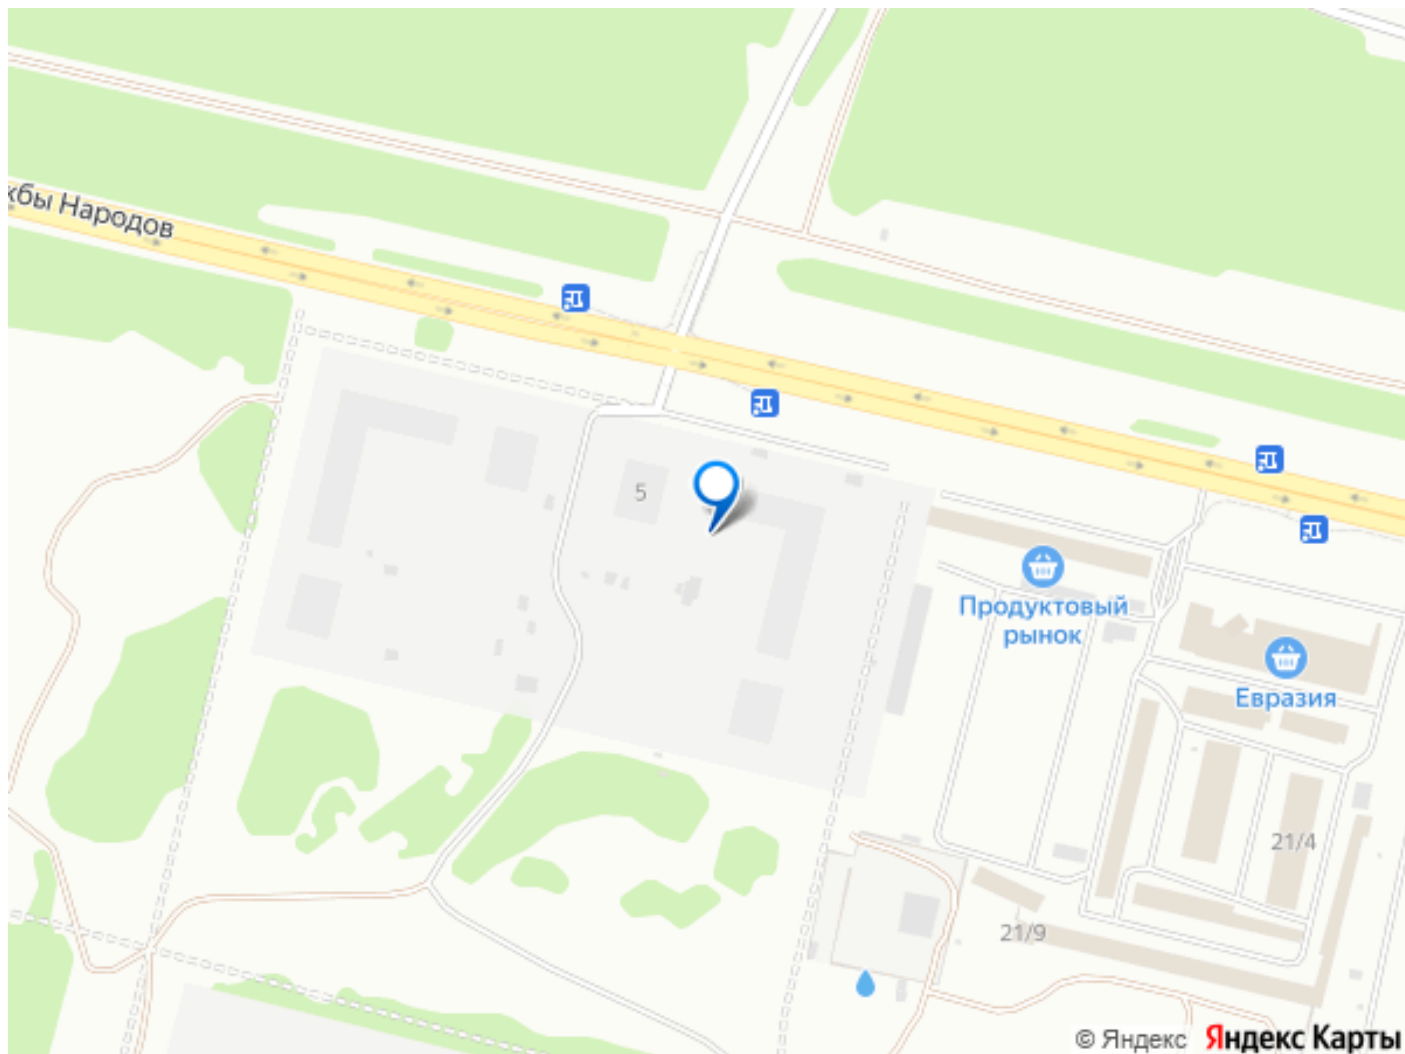 жбы Народов
5
Продуктовый
рынок
Евразия
21/4
21/9
© Яндекс Яндекс Карты